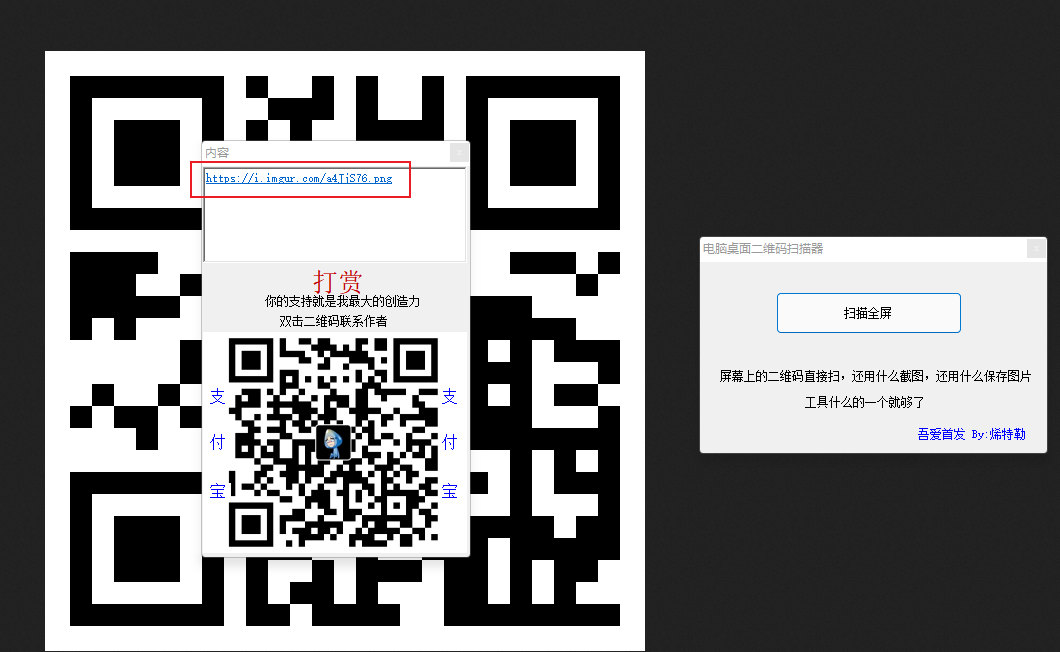 内容
https://i.imgur.com/a4JjS76.png
打赏
你的支持就是我最大的创造力
双击二维码联系作者
支付宝
支付宝
电脑桌面二维码扫描器
扫描全屏
屏幕上的二维码直接扫，还用什么截图，还用什么保存图片
工具什么的一个就够了
吾爱首发 By:烯特勒